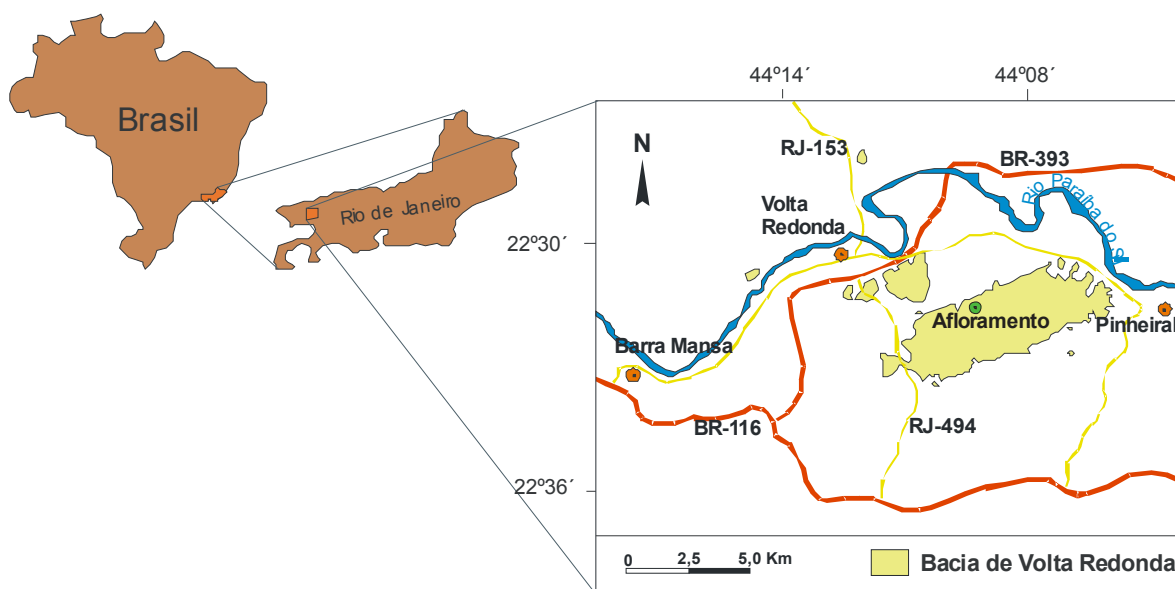 Brasil
Rio de Janeiro
44º14´
44º08´
22º30´
22º36´
N
RJ-153
BR-393
Rio Paraíba do Sul
Volta
Redonda
Afloramento
Pinheiral
Barra Mansa
BR-116
RJ-494
0 2,5 5,0 Km
Bacia de Volta Redonda